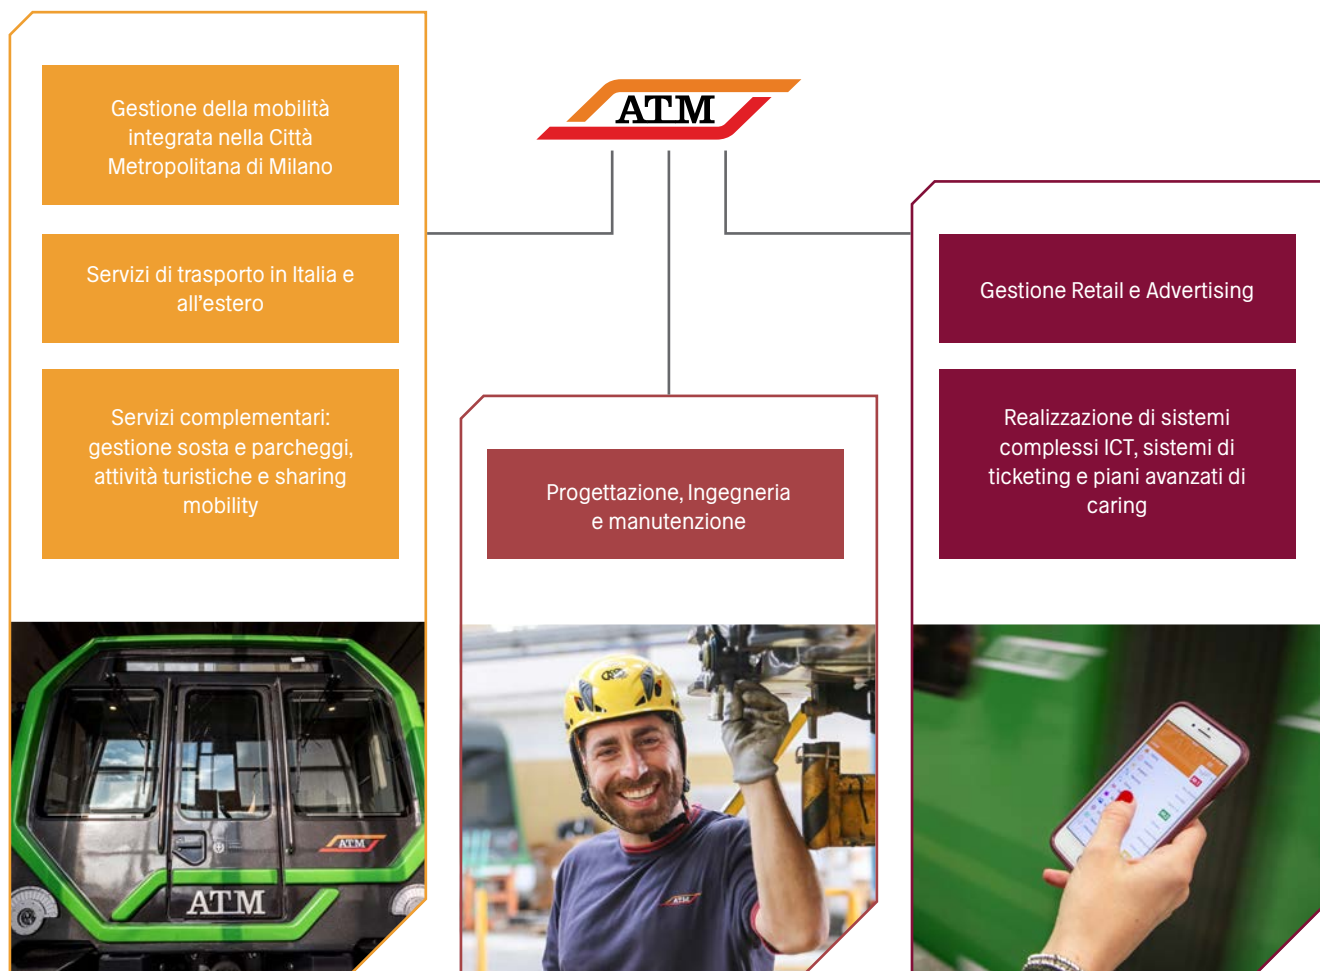 Gestione della mobilità
integrata nella Città
Metropolitana di Milano
Servizi di trasporto in Italia e
all’estero
Servizi complementari:
gestione sosta e parcheggi,
attività turistiche e sharing
mobility
ATM
Progettazione, Ingegneria
e manutenzione
Gestione Retail e Advertising
Realizzazione di sistemi
complessi ICT, sistemi di
ticketing e piani avanzati di
caring
ATM
ATM
ATM